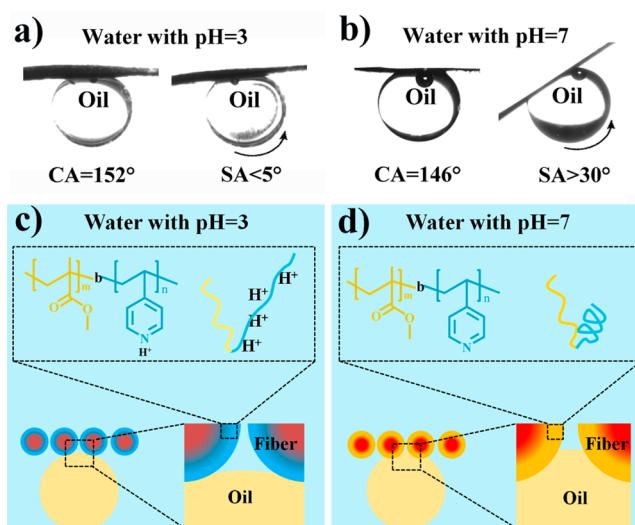 a)
Water with pH=3
Oil
Oil
CA=152°
SA<5°
b)
Water with pH=7
Oil
Oil
CA=146°
SA>30°
c)
Water with pH=3
m
b
n
O
O
N
H⁺
H⁺
H⁺
H⁺
H⁺
Fiber
Oil
d)
Water with pH=7
m
b
n
O
O
N
Fiber
Oil